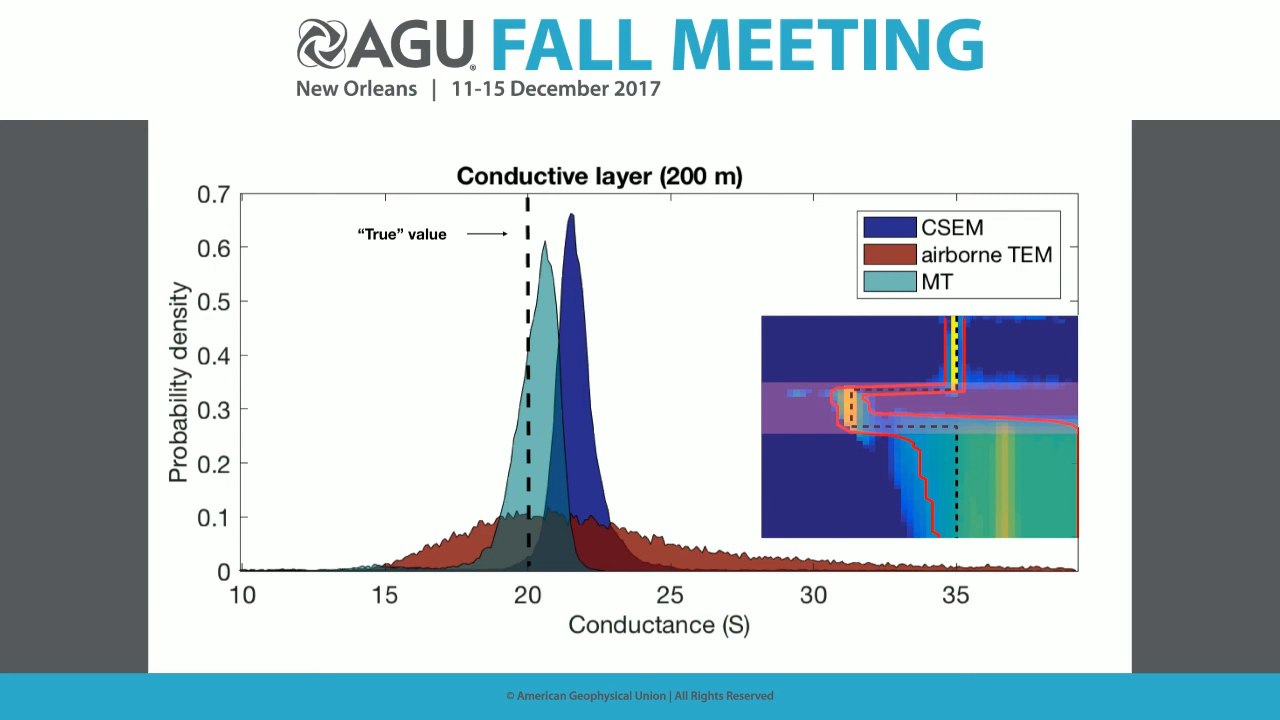 AGU FALL MEETING
New Orleans | 11-15 December 2017
Conductive layer (200 m)
0.7
0.6
0.5
0.4
0.3
0.2
0.1
0
Probability density
“True” value
CSEM
airborne TEM
MT
10 15 20 25 30 35
Conductance (S)
© American Geophysical Union | All Rights Reserved